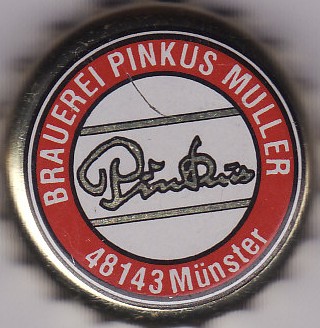 BRAUEREI PINKUS MULLER
Pinkus
48143 Münster